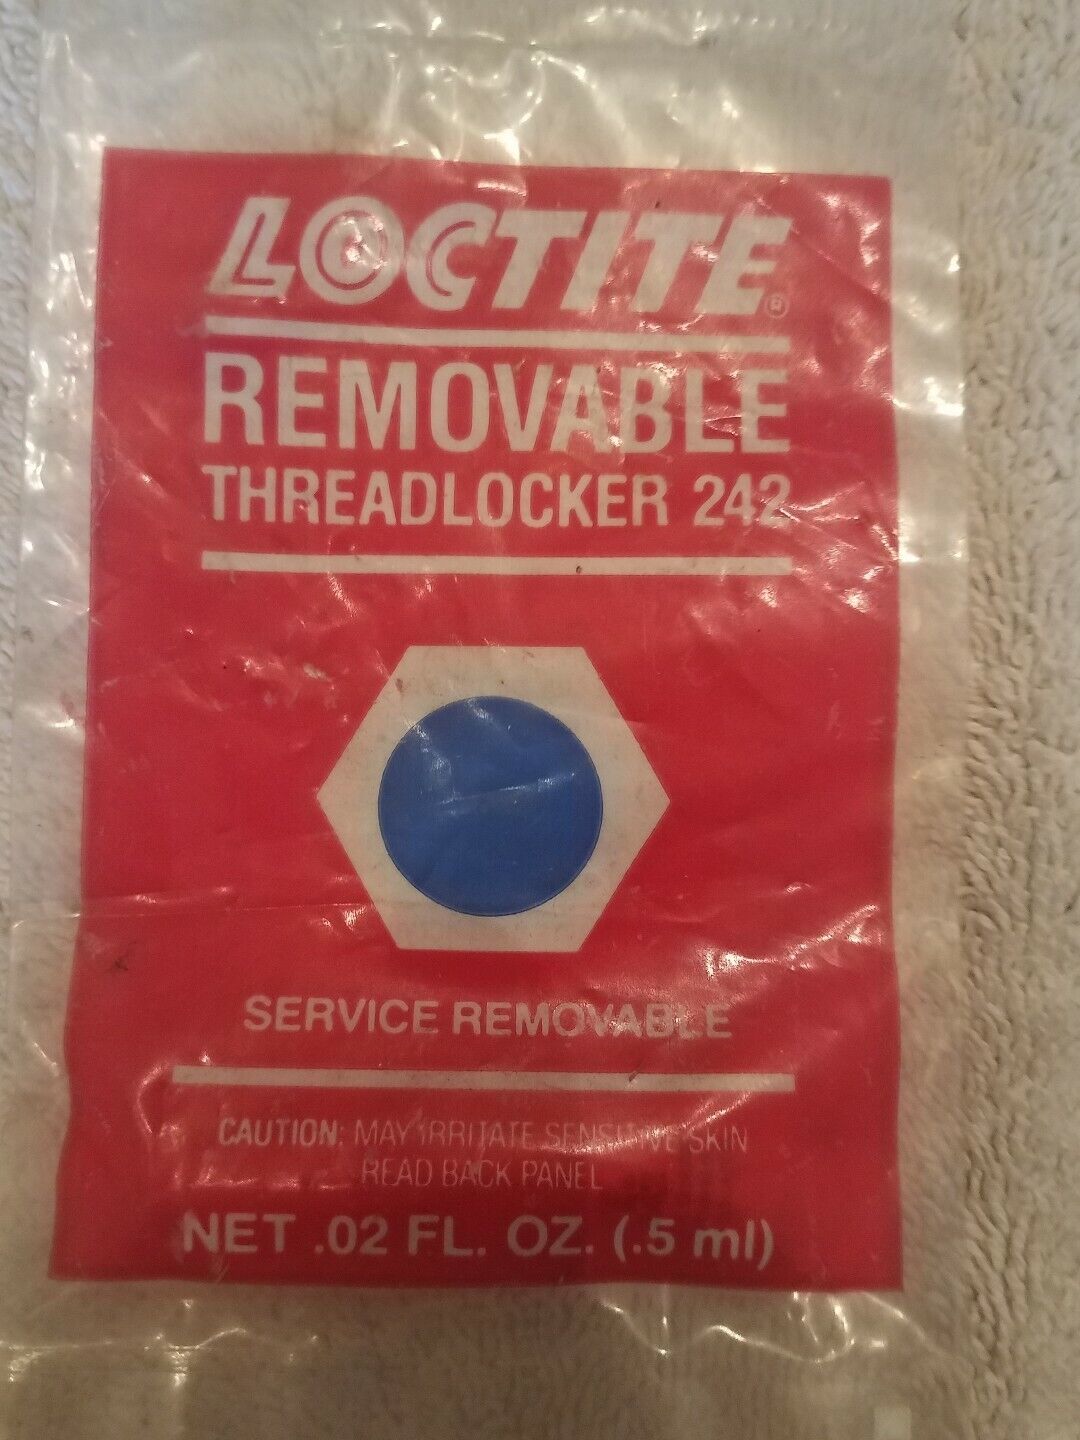 LOCTITE®
REMOVABLE
THREADLOCKER 242
SERVICE REMOVABLE
CAUTION: MAY IRRITATE SENSITIVE SKIN
READ BACK PANEL
NET .02 FL. OZ. (.5 ml)